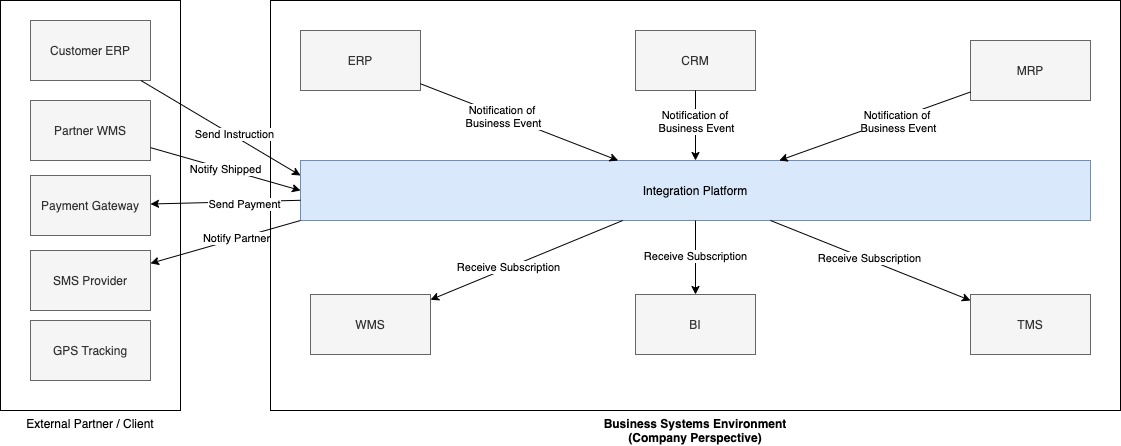 Customer ERP
Partner WMS
Payment Gateway
SMS Provider
GPS Tracking
External Partner / Client
Send Instruction
Notify Shipped
Send Payment
Notify Partner
ERP
CRM
MRP
Notification of
Business Event
Notification of
Business Event
Notification of
Business Event
Integration Platform
Receive Subscription
Receive Subscription
Receive Subscription
WMS
BI
TMS
Business Systems Environment
(Company Perspective)